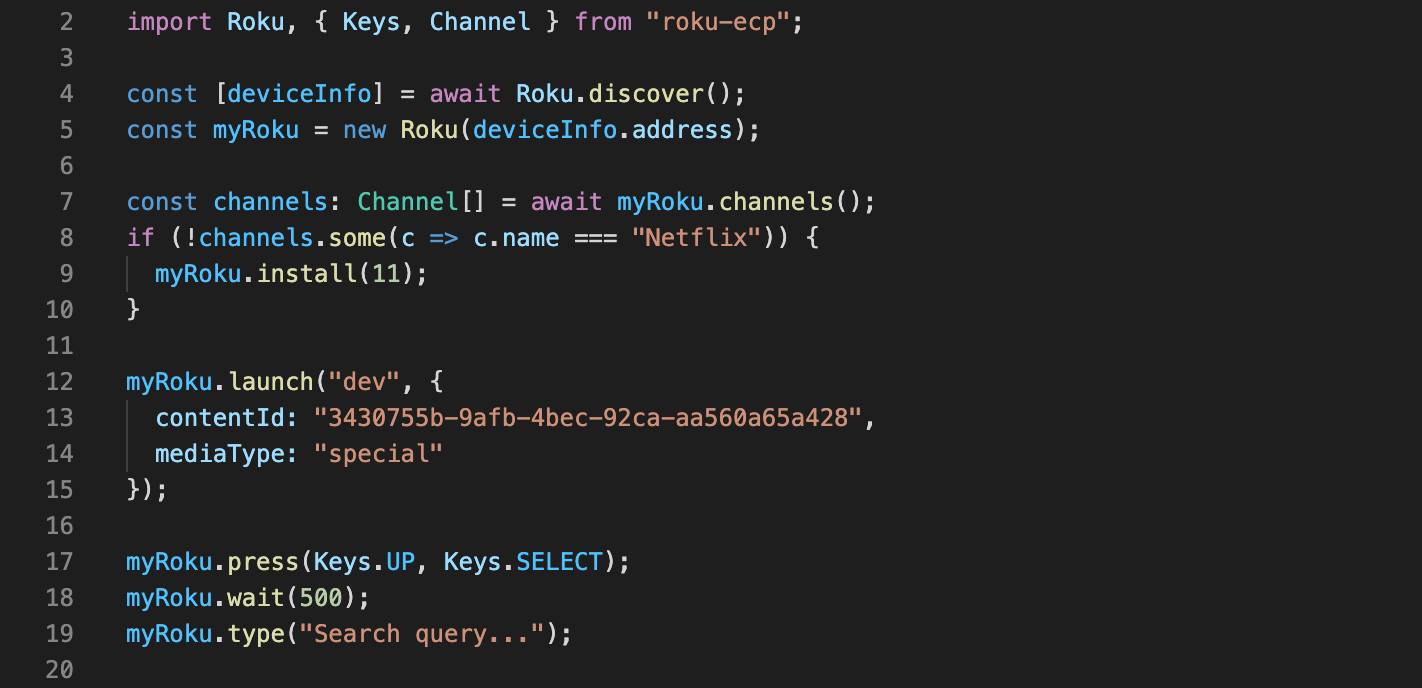 2 import Roku, { Keys, Channel } from "roku-ecp";
3
4 const [deviceInfo] = await Roku.discover();
5 const myRoku = new Roku(deviceInfo.address);
6
7 const channels: Channel[] = await myRoku.channels();
8 if (!channels.some(c => c.name === "Netflix")) {
9   myRoku.install(11);
10 }
11
12 myRoku.launch("dev", {
13   contentId: "3430755b-9afb-4bec-92ca-aa560a65a428",
14   mediaType: "special"
15 });
16
17 myRoku.press(Keys.UP, Keys.SELECT);
18 myRoku.wait(500);
19 myRoku.type("Search query...");
20